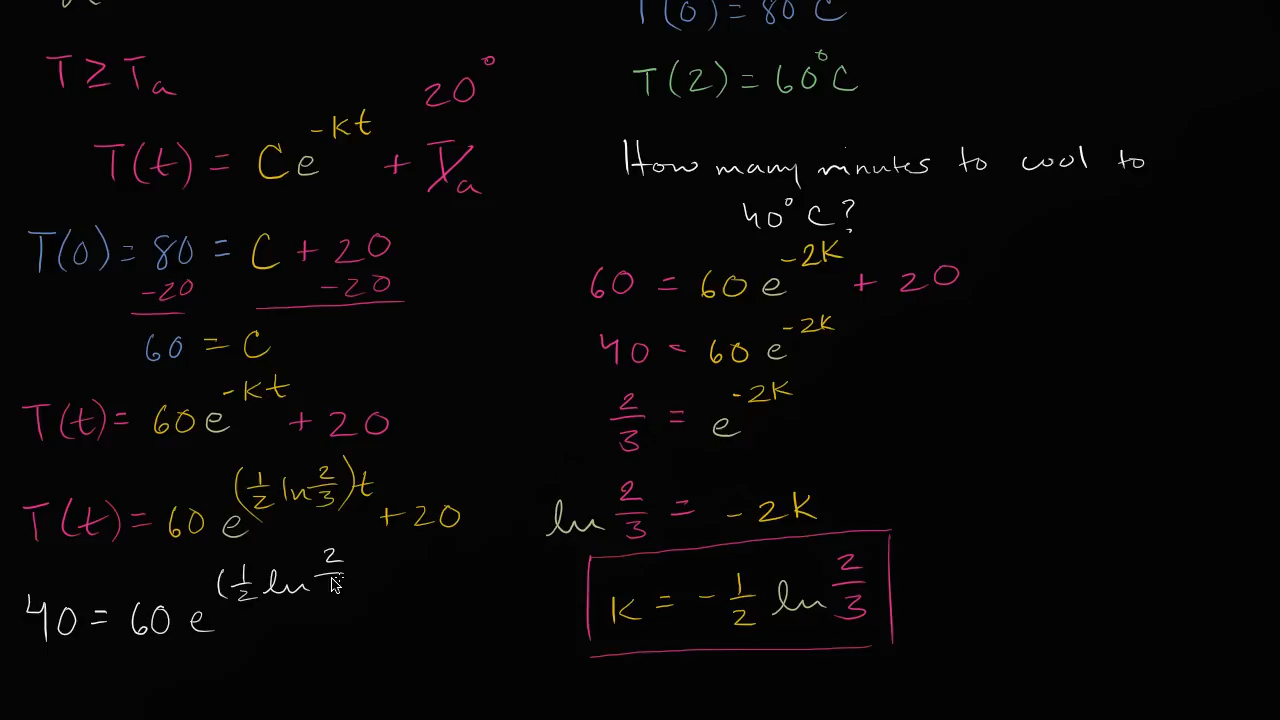 T ≥ Tₐ
20°
T(t) = Ce^(-kt) + Tₐ
T(0) = 80 = C + 20
-20 -20
60 = C
T(t) = 60e^(-kt) + 20
T(t) = 60e^((1/2 ln 2/3)t) + 20
40 = 60e^((1/2 ln 2/
T(0) = 80 C
T(2) = 60°C
How many minutes to cool to
40° C?
60 = 60e^(-2k) + 20
40 = 60e^(-2k)
2/3 = e^(-2k)
ln 2/3 = -2k
k = -1/2 ln 2/3